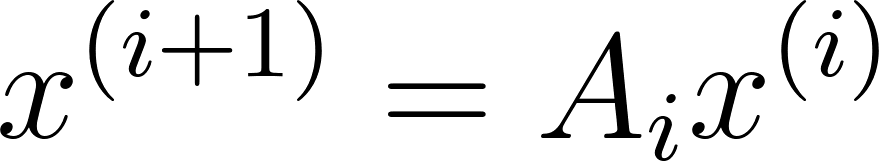 x^{(i+1)} = A_i x^{(i)}